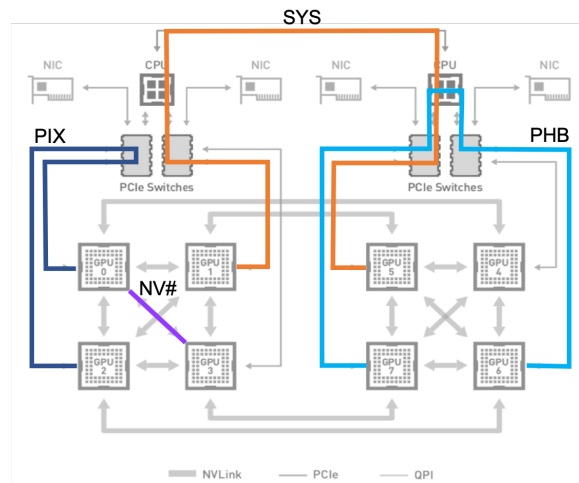 SYS
NIC
CPU
NIC
NIC
CPU
NIC
PIX
PHB
PCIe Switches
PCIe Switches
GPU
0
GPU
1
GPU
5
GPU
4
NV#
GPU
2
GPU
3
GPU
7
GPU
6
NVLink
PCIe
QPI